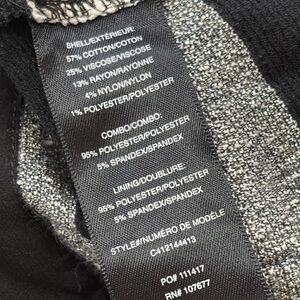 SHELL/EXTÉRIEUR:
57% COTTON/COTON
25% VISCOSE/VISCOSE
13% RAYON/RAYONNE
4% NYLON/NYLON
1% POLYESTER/POLYESTER
COMBO/COMBO:
95% POLYESTER/POLYESTER
5% SPANDEX/SPANDEX
LINING/DOUBLURE:
95% POLYESTER/POLYESTER
5% SPANDEX/SPANDEX
STYLE#/NUMÉRO DE MODÈLE
C412144413
PO# 111417
RN# 107677